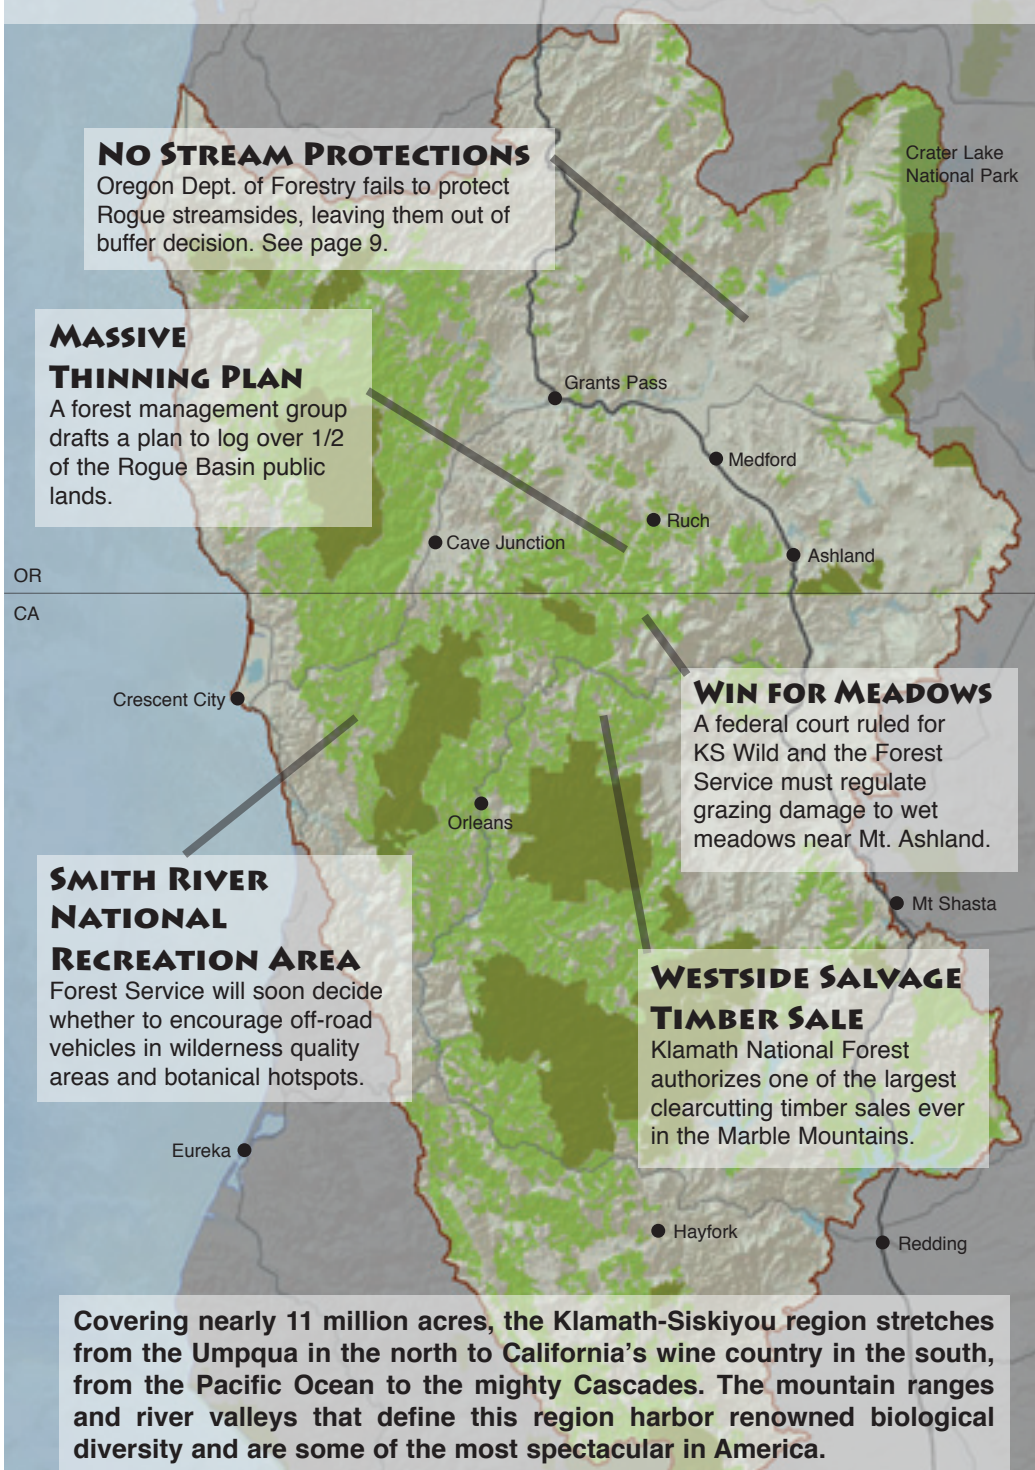 Crater Lake
National Park
No Stream Protections
Oregon Dept. of Forestry fails to protect
Rogue streamsides, leaving them out of
buffer decision. See page 9.
Massive
Thinning Plan
A forest management group
drafts a plan to log over 1/2
of the Rogue Basin public
lands.
Grants Pass
Medford
Ruch
Cave Junction
Ashland
OR
CA
Crescent City
Win for Meadows
A federal court ruled for
KS Wild and the Forest
Service must regulate
grazing damage to wet
meadows near Mt. Ashland.
Orleans
Smith River
National
Recreation Area
Forest Service will soon decide
whether to encourage off-road
vehicles in wilderness quality
areas and botanical hotspots.
Mt Shasta
Westside Salvage
Timber Sale
Klamath National Forest
authorizes one of the largest
clearcutting timber sales ever
in the Marble Mountains.
Eureka
Hayfork
Redding
Covering nearly 11 million acres, the Klamath-Siskiyou region stretches
from the Umpqua in the north to California's wine country in the south,
from the Pacific Ocean to the mighty Cascades. The mountain ranges
and river valleys that define this region harbor renowned biological
diversity and are some of the most spectacular in America.